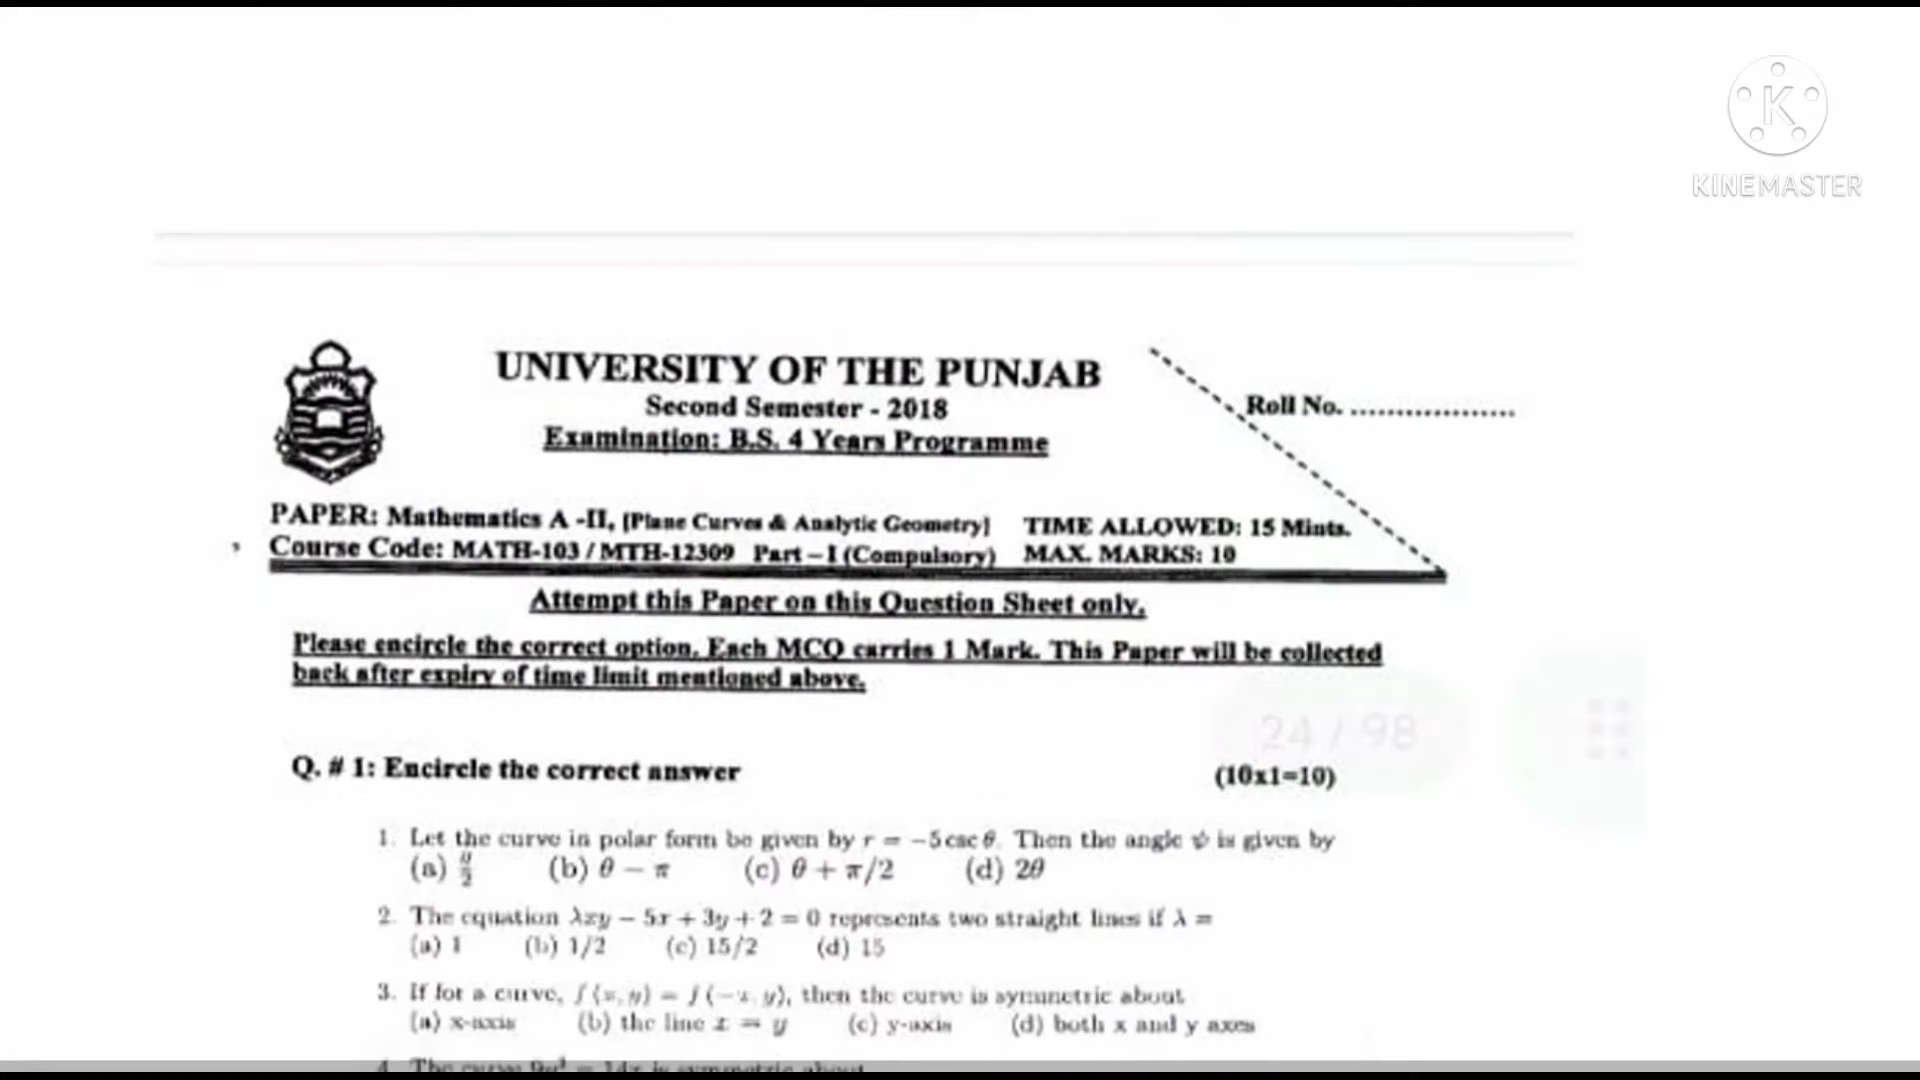 KINEMASTER
UNIVERSITY OF THE PUNJAB
Second Semester - 2018
Examination: B.S. 4 Years Programme
Roll No. ..................
PAPER: Mathematics A -II, [Plane Curves & Analytic Geometry] TIME ALLOWED: 15 Mints.
Course Code: MATH-103 / MTH-12309 Part – I (Compulsory) MAX. MARKS: 10
Attempt this Paper on this Question Sheet only.
Please encircle the correct option. Each MCQ carries 1 Mark. This Paper will be collected
back after expiry of time limit mentioned above.
24 / 98
Q. # 1: Encircle the correct answer (10x1=10)
1. Let the curve in polar form be given by r = −5 csc θ. Then the angle ψ is given by
(a) θ/2 (b) θ − π (c) θ + π/2 (d) 2θ
2. The equation λxy − 5x + 3y + 2 = 0 represents two straight lines if λ =
(a) 1 (b) 1/2 (c) 15/2 (d) 15
3. If for a curve, f(x, y) = f(−x, y), then the curve is symmetric about
(a) x-axis (b) the line x = y (c) y-axis (d) both x and y axes
4. The curve is symmetric about